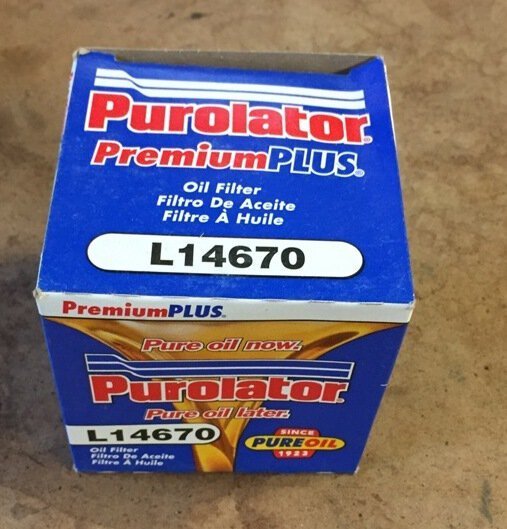 Purolator®
PremiumPLUS®
Oil Filter
Filtro De Aceite
Filtre À Huile
L14670
PremiumPLUS®
Pure oil now.
Purolator®
Pure oil later.
L14670
Oil Filter
Filtro De Aceite
Filtre À Huile
SINCE
PUREOIL
1923